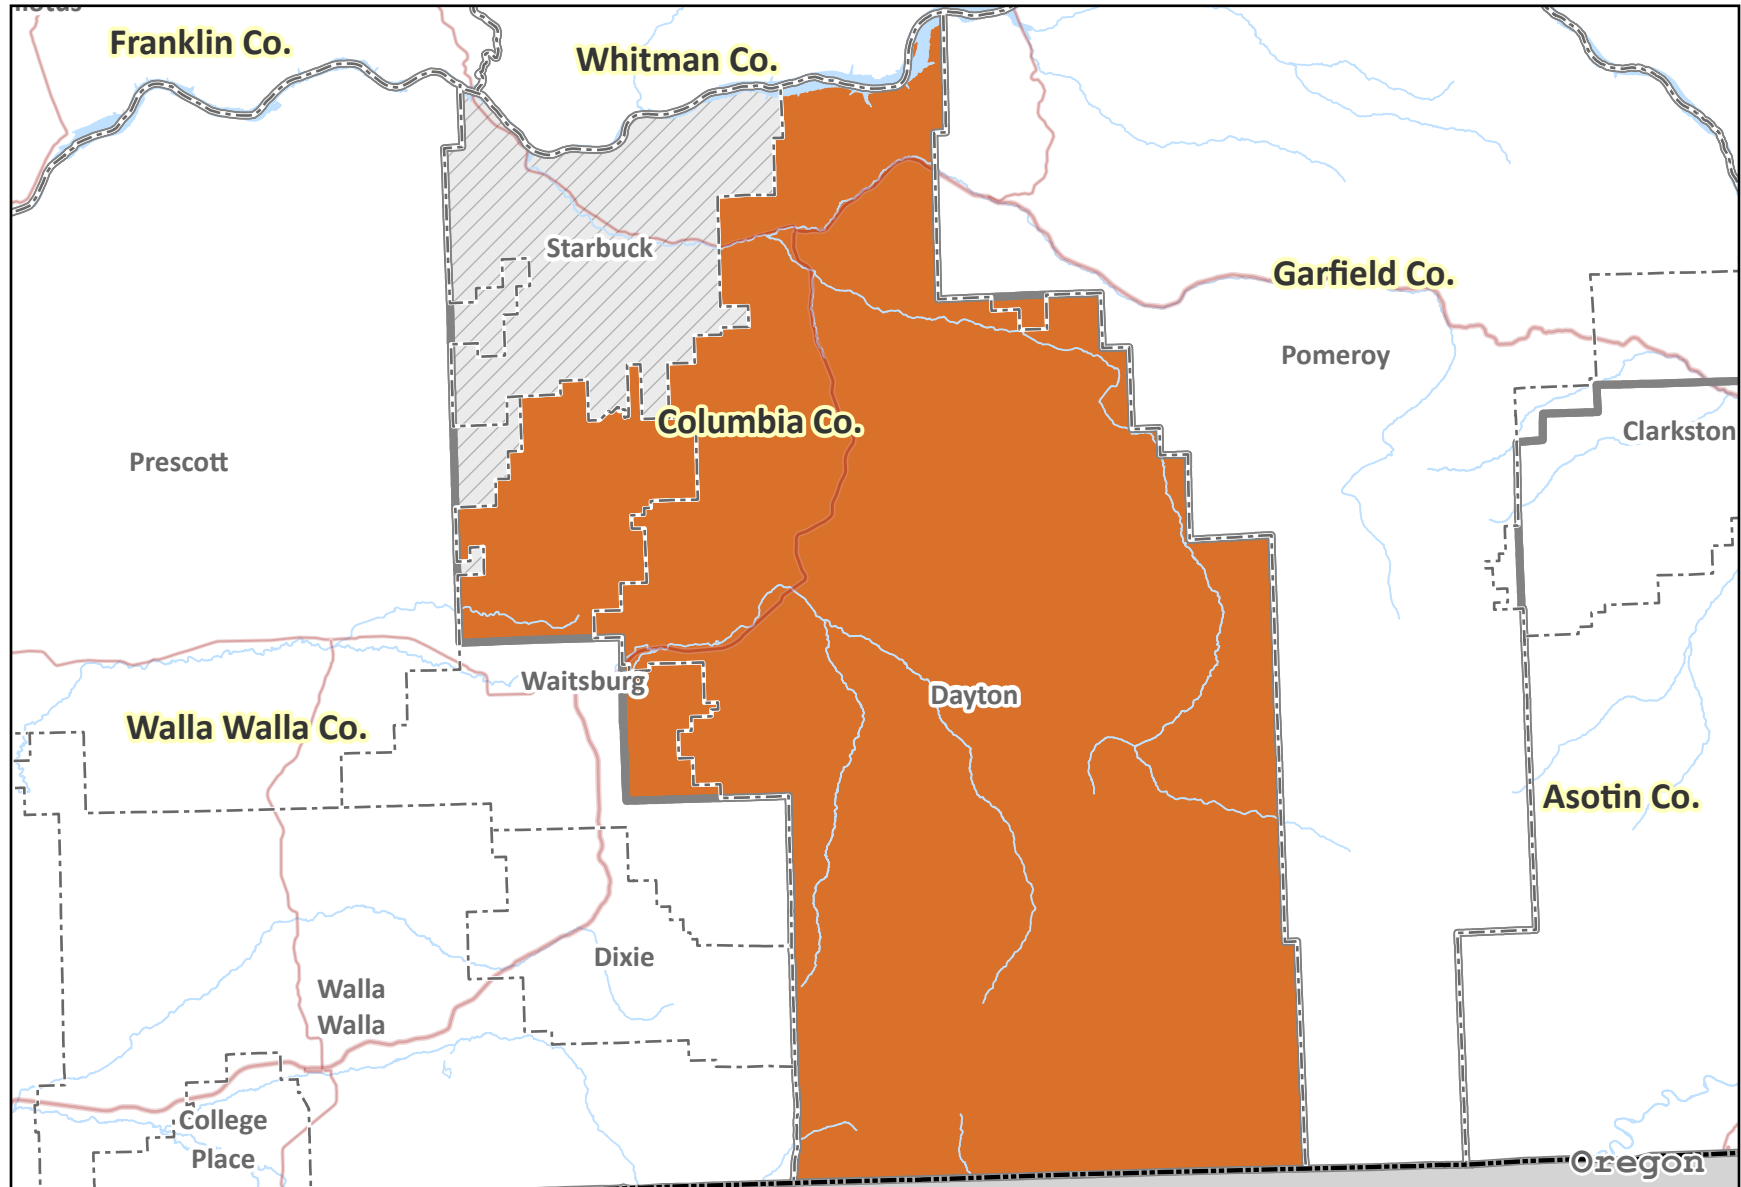 Franklin Co.
Whitman Co.
Starbuck
Garfield Co.
Pomeroy
Columbia Co.
Clarkston
Prescott
Waitsburg
Dayton
Walla Walla Co.
Asotin Co.
Dixie
Walla
Walla
College
Place
Oregon